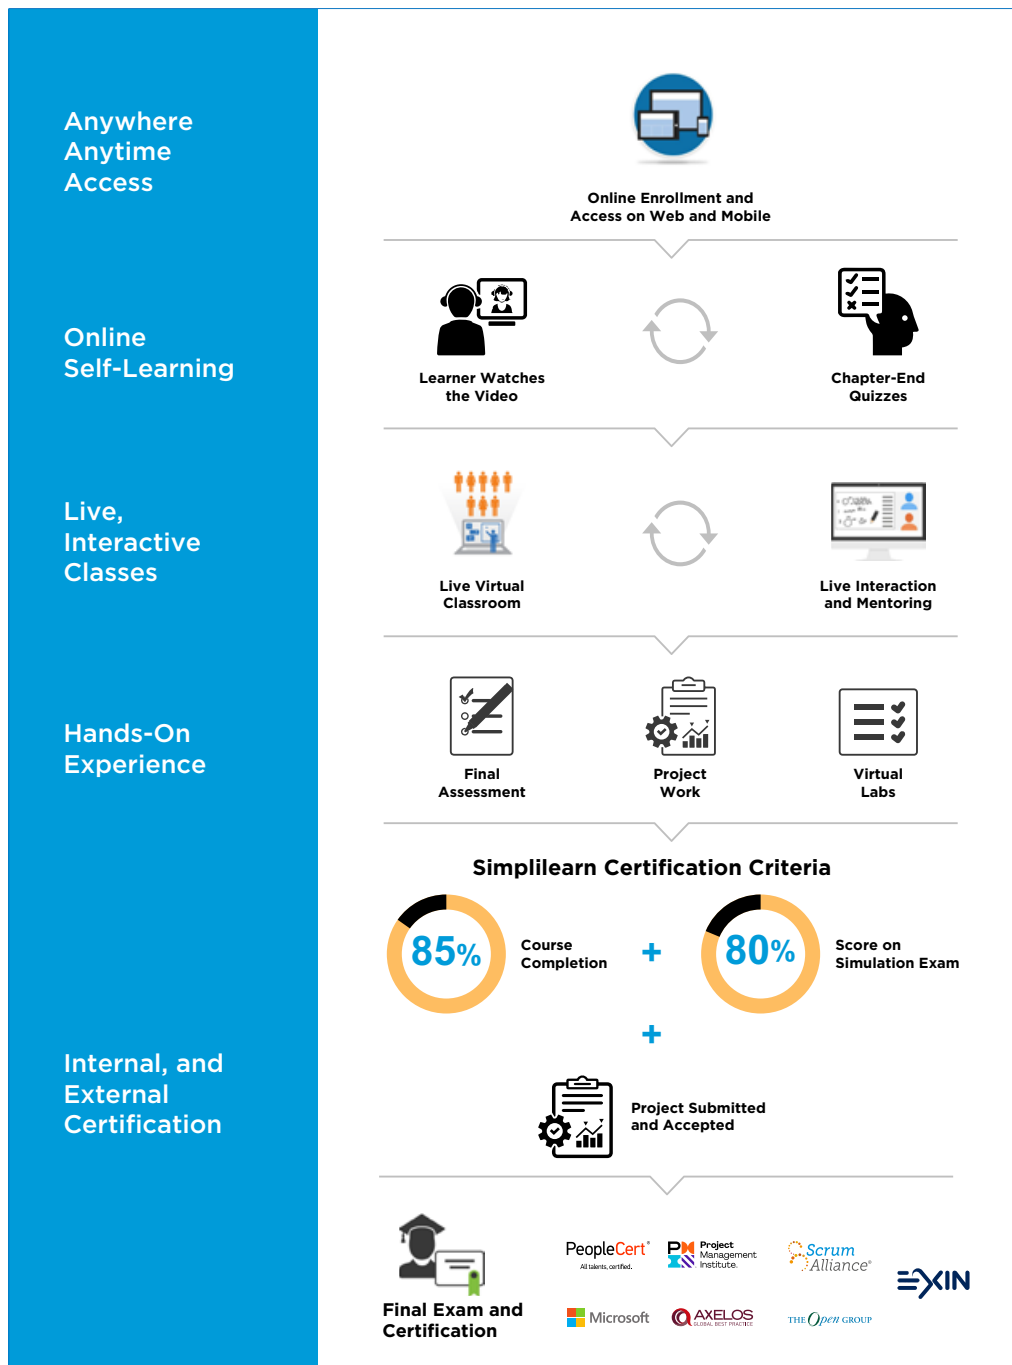 Anywhere
Anytime
Access
Online Enrollment and
Access on Web and Mobile
Online
Self-Learning
Learner Watches
the Video
Chapter-End
Quizzes
Live,
Interactive
Classes
Live Virtual
Classroom
Live Interaction
and Mentoring
Hands-On
Experience
Final
Assessment
Project
Work
Virtual
Labs
Simplilearn Certification Criteria
85%
Course
Completion
+
80%
Score on
Simulation Exam
+
Internal, and
External
Certification
Project Submitted
and Accepted
Final Exam and
Certification
PeopleCert®
All talents, certified.
Project
Management
Institute.
Scrum
Alliance®
EXIN
Microsoft
AXELOS
GLOBAL BEST PRACTICE
THE Open GROUP